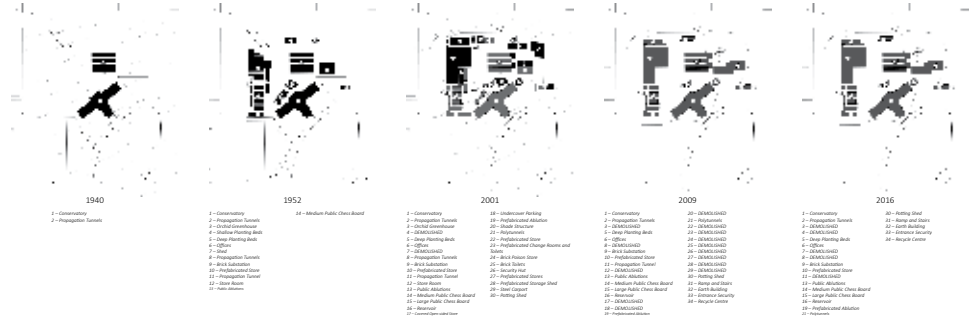 1940
1 – Conservatory
2 – Propagation Tunnels
1952
1 – Conservatory
2 – Propagation Tunnels
3 – Orchid Greenhouse
4 – Shallow Planting Beds
5 – Deep Planting Beds
6 – Offices
7 – Shed
8 – Propagation Tunnels
9 – Brick Substation
10 – Prefabricated Store
11 – Propagation Tunnel
12 – Store Room
13 – Public Ablutions
14 – Medium Public Chess Board
2001
1 – Conservatory
2 – Propagation Tunnels
3 – Orchid Greenhouse
4 – DEMOLISHED
5 – Deep Planting Beds
6 – Offices
7 – DEMOLISHED
8 – Propagation Tunnels
9 – Brick Substation
10 – Prefabricated Store
11 – Propagation Tunnel
12 – Store Room
13 – Public Ablutions
14 – Medium Public Chess Board
15 – Large Public Chess Board
16 – Reservoir
17 – Covered Open-sided Store
18 – Undercover Parking
19 – Prefabricated Ablution
20 – Shade Structure
21 – Polytunnels
22 – Prefabricated Store
23 – Prefabricated Change Rooms and
Toilets
24 – Brick Poison Store
25 – Brick Toilets
26 – Security Hut
27 – Prefabricated Stores
28 – Prefabricated Storage Shed
29 – Steel Carport
30 – Potting Shed
2009
1 – Conservatory
2 – Propagation Tunnels
3 – DEMOLISHED
5 – Deep Planting Beds
6 – Offices
8 – DEMOLISHED
9 – Brick Substation
10 – Prefabricated Store
11 – Propagation Tunnel
12 – DEMOLISHED
13 – Public Ablutions
14 – Medium Public Chess Board
15 – Large Public Chess Board
16 – Reservoir
17 – DEMOLISHED
18 – DEMOLISHED
19 – Prefabricated Ablution
20 – DEMOLISHED
21 – Polytunnels
22 – DEMOLISHED
23 – DEMOLISHED
24 – DEMOLISHED
25 – DEMOLISHED
26 – DEMOLISHED
27 – DEMOLISHED
28 – DEMOLISHED
29 – DEMOLISHED
30 – Potting Shed
31 – Ramp and Stairs
32 – Earth Building
33 – Entrance Security
34 – Recycle Centre
2016
1 – Conservatory
2 – Propagation Tunnels
5 – Deep Planting Beds
6 – Offices
9 – Brick Substation
10 – Prefabricated Store
11 – DEMOLISHED
13 – Public Ablutions
14 – Medium Public Chess Board
15 – Large Public Chess Board
16 – Reservoir
19 – Prefabricated Ablution
21 – Polytunnels
30 – Potting Shed
31 – Ramp and Stairs
32 – Earth Building
33 – Entrance Security
34 – Recycle Centre